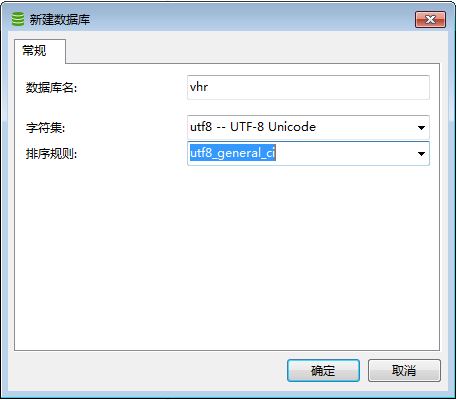 新建数据库
常规
数据库名: vhr
字符集: utf8 -- UTF-8 Unicode
排序规则: utf8_general_ci
确定 取消